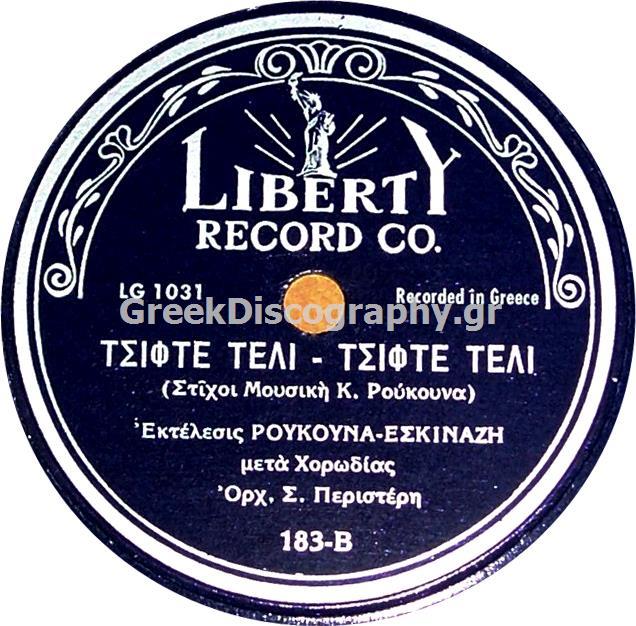 LIBERTY
RECORD CO.
LG 1031
Recorded in Greece
GreekDiscography.gr
ΤΣΙΦΤΕ ΤΕΛΙ - ΤΣΙΦΤΕ ΤΕΛΙ
(Στῖχοι Μουσικὴ Κ. Ρούκουνα)
Ἐκτέλεσις ΡΟΥΚΟΥΝΑ-ΕΣΚΙΝΑΖΗ
μετὰ Χορωδίας
Ὀρχ. Σ. Περιστέρη
183-B